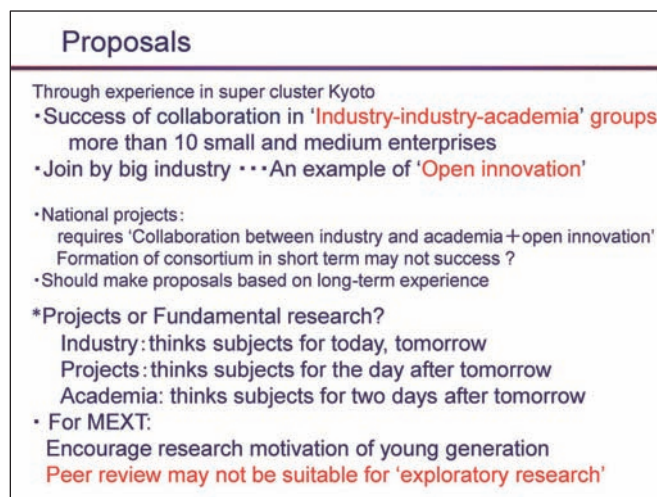 Proposals
Through experience in super cluster Kyoto
・Success of collaboration in ‘Industry-industry-academia’ groups
more than 10 small and medium enterprises
・Join by big industry ・・・An example of ‘Open innovation’
・National projects：
requires ‘Collaboration between industry and academia＋open innovation’
Formation of consortium in short term may not success ?
・Should make proposals based on long-term experience
*Projects or Fundamental research?
Industry：thinks subjects for today, tomorrow
Projects：thinks subjects for the day after tomorrow
Academia: thinks subjects for two days after tomorrow
・ For MEXT:
Encourage research motivation of young generation
Peer review may not be suitable for ‘exploratory research’